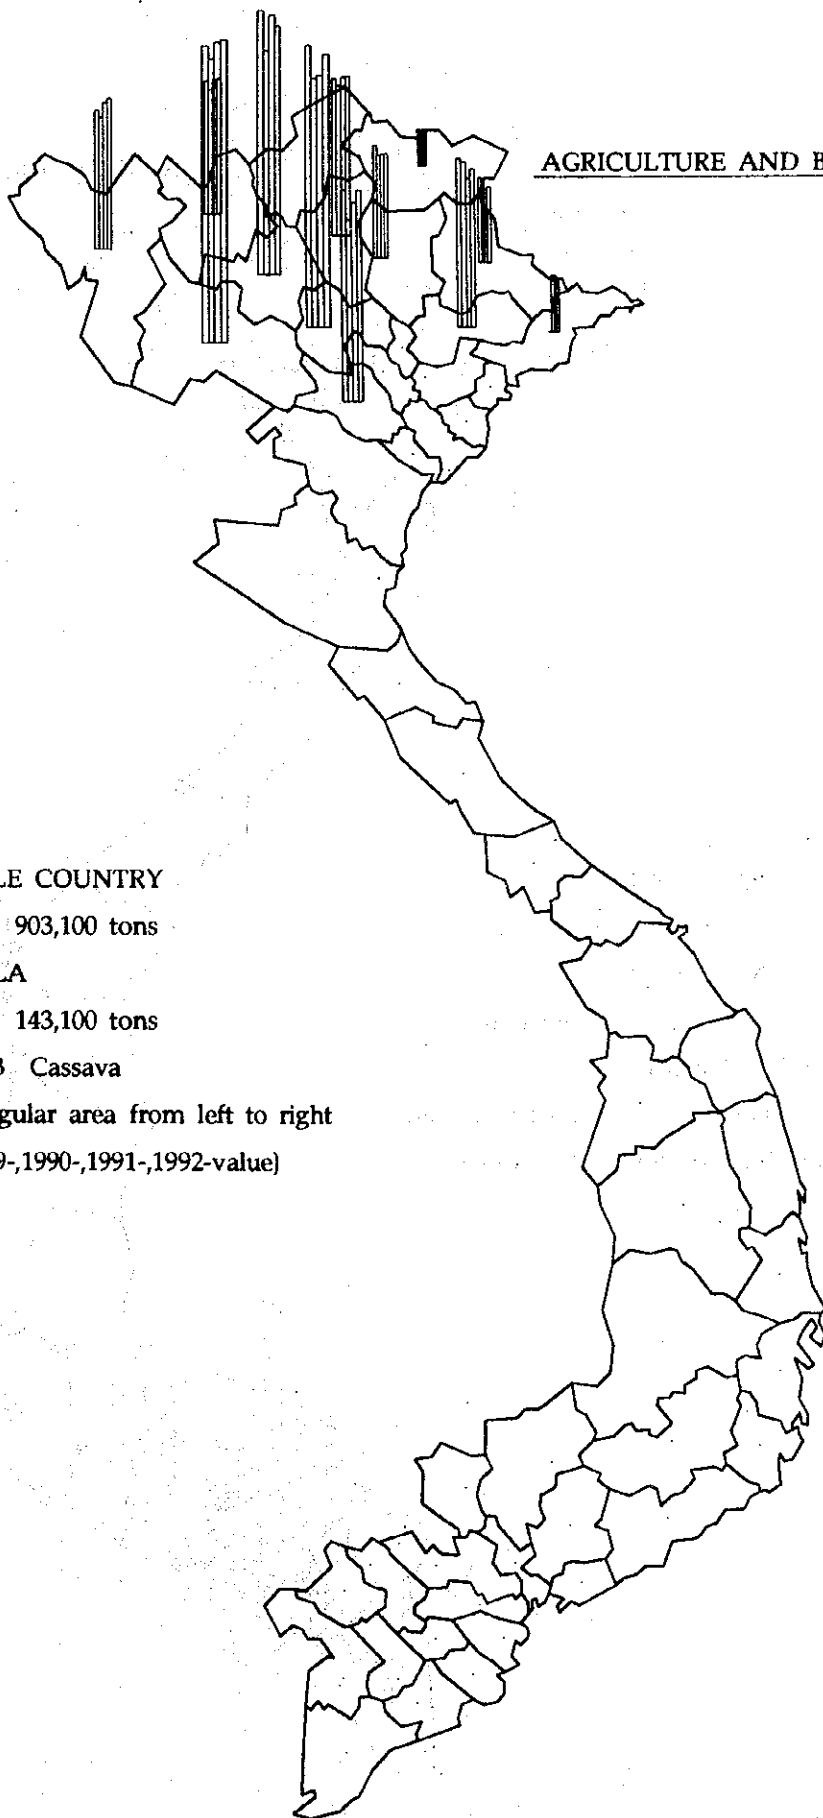 AGRICULTURE AND
LE COUNTRY
903,100 tons
LA
143,100 tons
3 Cassava
gular area from left to right
9-,1990-,1991-,1992-value)